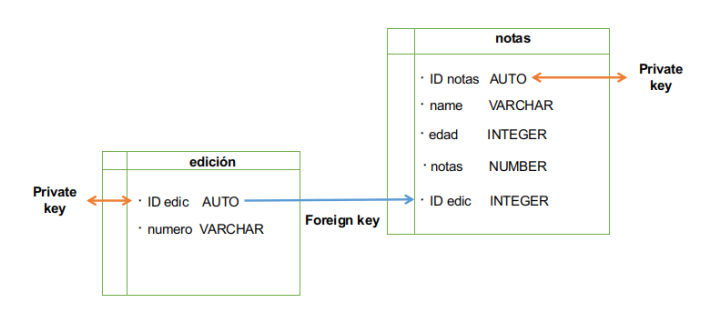 notas
· ID notas AUTO
Private
key
· name VARCHAR
· edad INTEGER
· notas NUMBER
· ID edic INTEGER
edición
Private
key
· ID edic AUTO
Foreign key
· numero VARCHAR